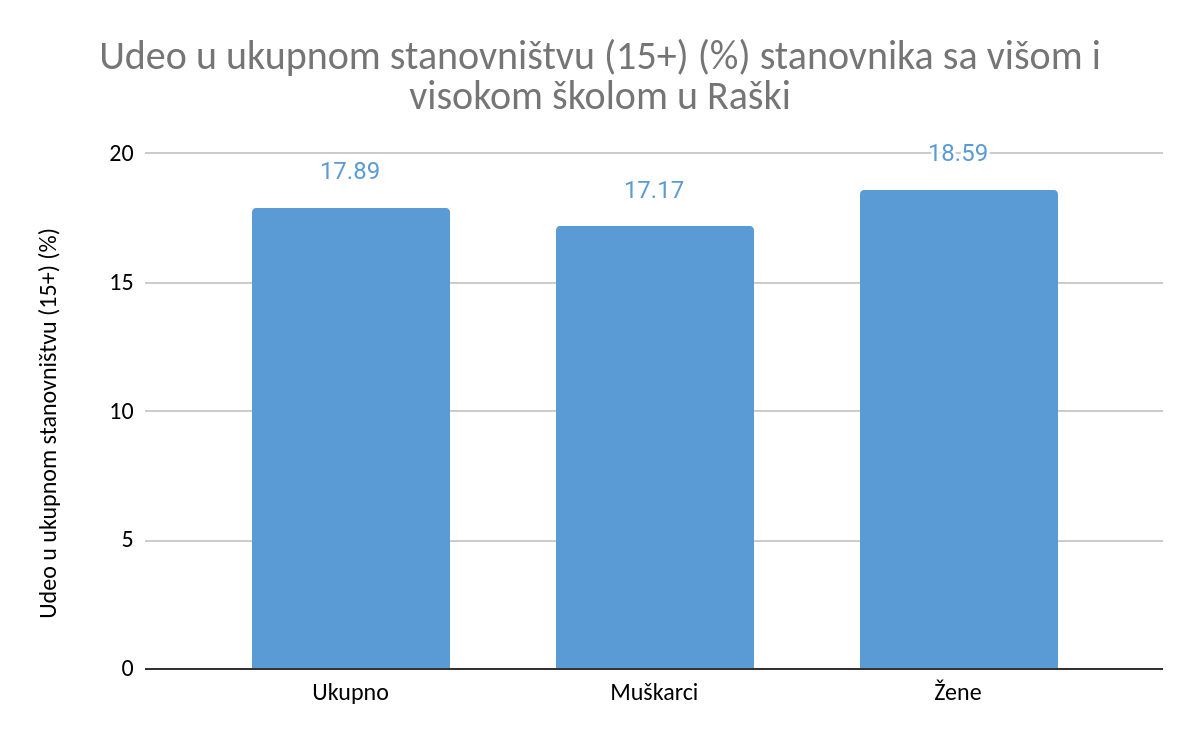 Udeo u ukupnom stanovništvu (15+) (%) stanovnika sa višom i
visokom školom u Raški
Udeo u ukupnom stanovništvu (15+) (%)
20
15
10
5
0
17.89
17.17
18.59
Ukupno
Muškarci
Žene